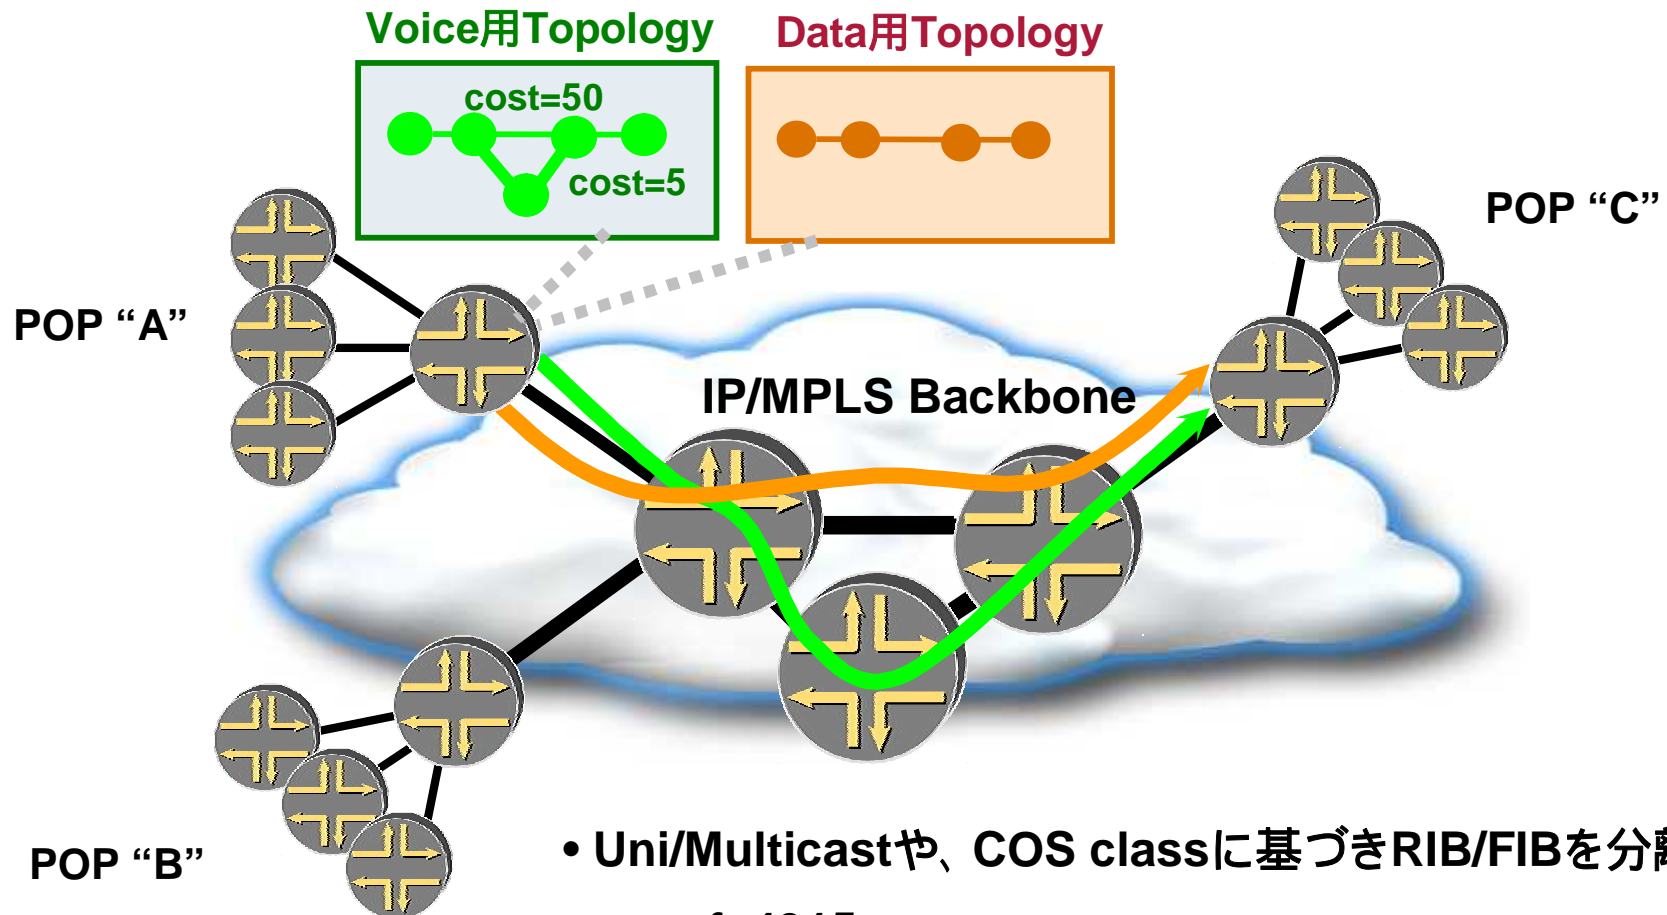 Voice用Topology
Data用Topology
cost=50
cost=5
POP “C”
POP “A”
IP/MPLS Backbone
• Uni/Multicastや、COS classに基づきRIB/FIBを分離
POP “B”